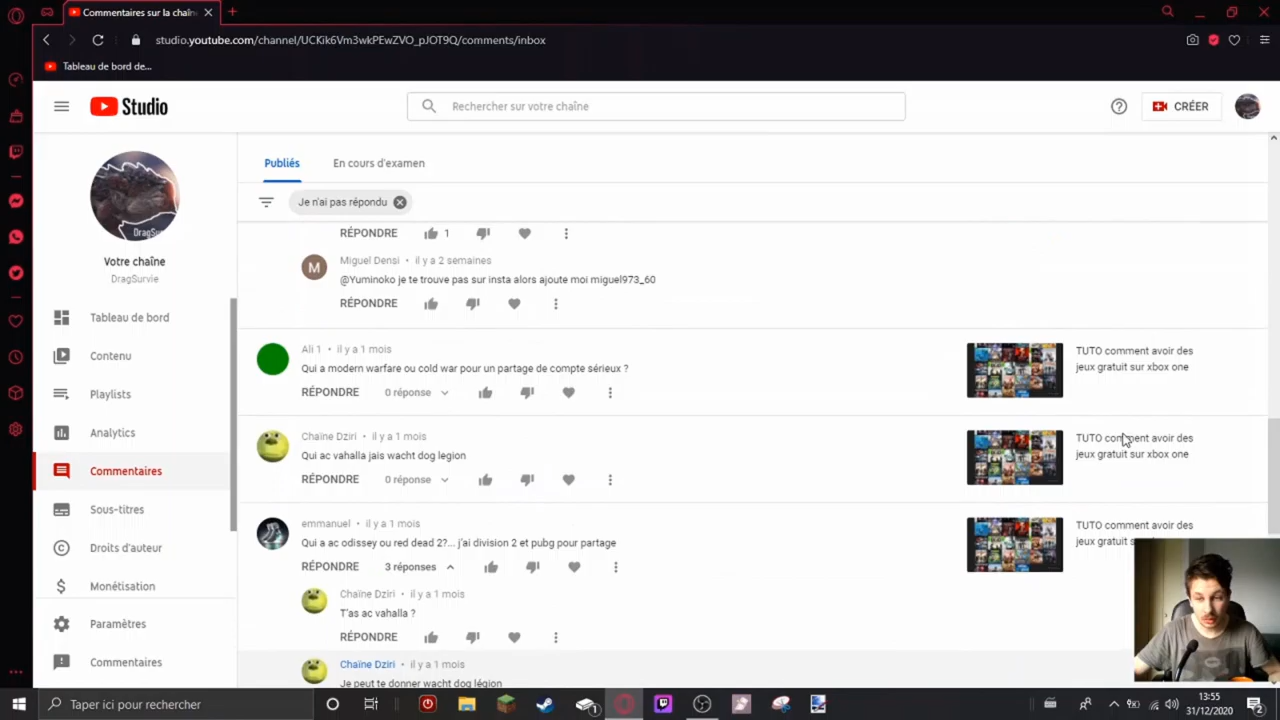 Commentaires sur la chaîn
studio.youtube.com/channel/UCKik6Vm3wkPEwZVO_pJOT9Q/comments/inbox
Tableau de bord de...
Studio
Rechercher sur votre chaîne
CRÉER
DragSur
Votre chaîne
DragSurvie
Tableau de bord
Contenu
Playlists
Analytics
Commentaires
Sous-titres
Droits d'auteur
Monétisation
Paramètres
Commentaires
Publiés
En cours d'examen
Je n'ai pas répondu
RÉPONDRE 1
M
Miguel Densi • il y a 2 semaines
@Yuminoko je te trouve pas sur insta alors ajoute moi miguel973_60
RÉPONDRE
Ali 1 • il y a 1 mois
Qui a modern warfare ou cold war pour un partage de compte sérieux ?
RÉPONDRE 0 réponse
TUTO comment avoir des
jeux gratuit sur xbox one
Chaîne Dziri • il y a 1 mois
Qui ac vahalla jais wacht dog legion
RÉPONDRE 0 réponse
TUTO comment avoir des
jeux gratuit sur xbox one
emmanuel • il y a 1 mois
Qui a ac odissey ou red dead 2?... j'ai division 2 et pubg pour partage
RÉPONDRE 3 réponses
TUTO comment avoir des
jeux gratuit sur xbox one
Chaîne Dziri • il y a 1 mois
T'as ac vahalla ?
RÉPONDRE
Chaîne Dziri • il y a 1 mois
Je peut te donner wacht dog légion
Taper ici pour rechercher
1
13:55
31/12/2020
2